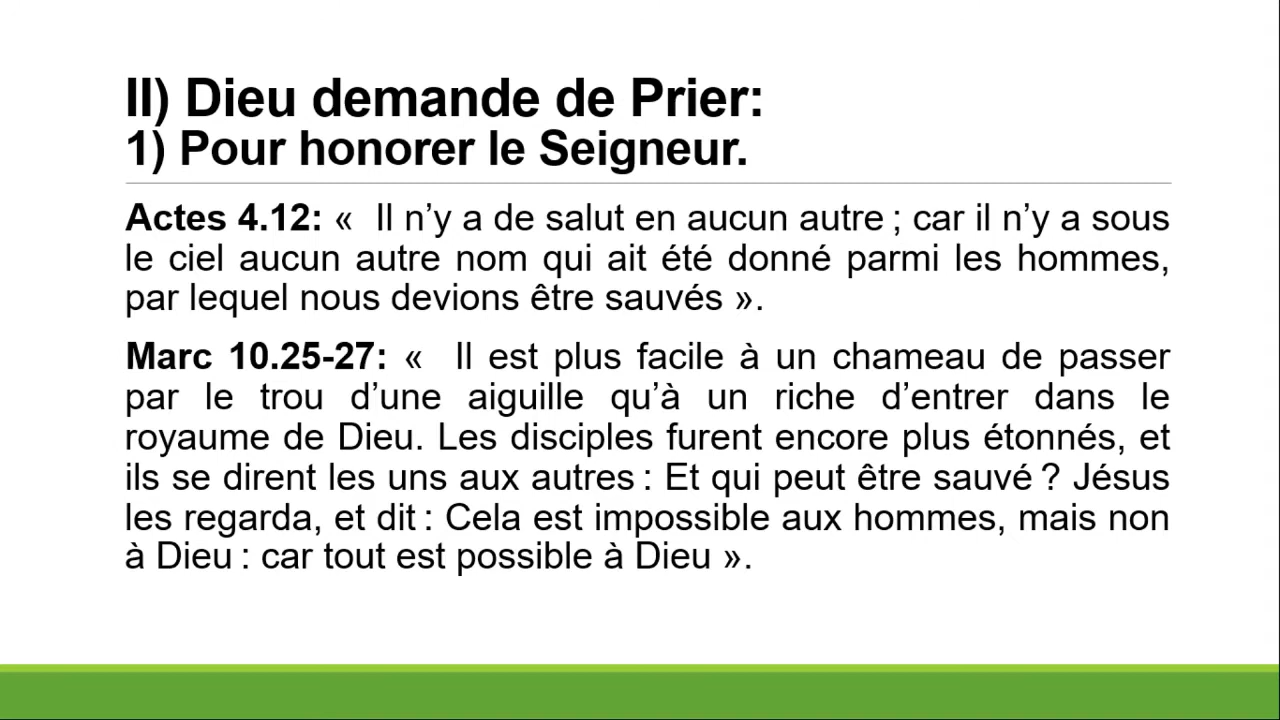 II) Dieu demande de Prier:
1) Pour honorer le Seigneur.
Actes 4.12: «  Il n’y a de salut en aucun autre ; car il n’y a sous
le ciel aucun autre nom qui ait été donné parmi les hommes,
par lequel nous devions être sauvés ».
Marc 10.25-27: «  Il est plus facile à un chameau de passer
par le trou d’une aiguille qu’à un riche d’entrer dans le
royaume de Dieu. Les disciples furent encore plus étonnés, et
ils se dirent les uns aux autres : Et qui peut être sauvé ? Jésus
les regarda, et dit : Cela est impossible aux hommes, mais non
à Dieu : car tout est possible à Dieu ».